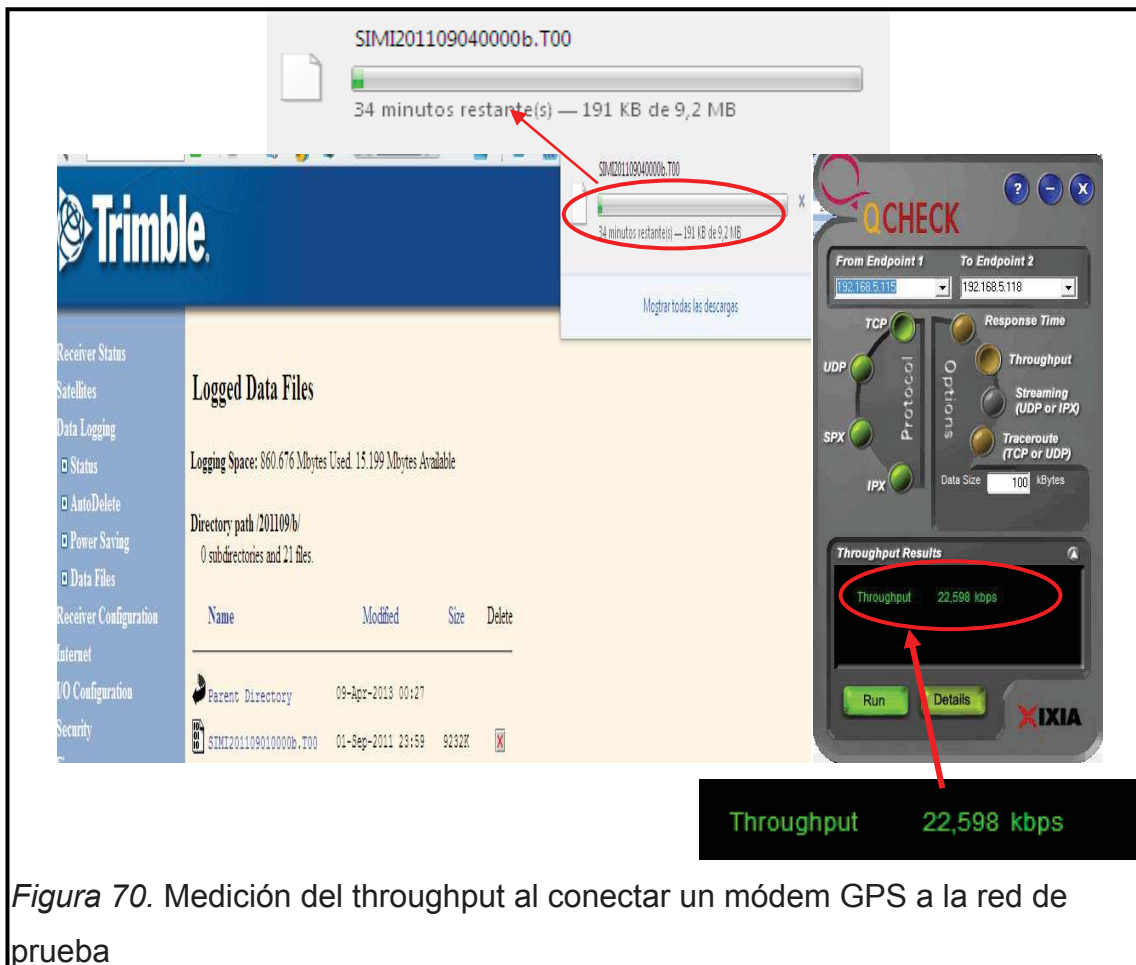 SIMI201109040000b.T00
34 minutos restante(s) — 191 KB de 9,2 MB
Trimble.
SIMI201109040000b.T00
X
34 minutos restante(s) — 191 KB de 9,2 MB
Mostrar todas las descargas
Receiver Status
Satellites
Data Logging
Status
AutoDelete
Power Saving
Data Files
Receiver Configuration
Internet
I/O Configuration
Security
Logged Data Files
Logging Space: 860.676 Mbytes Used. 15.199 Mbytes Available
Directory path /201109/b/
0 subdirectories and 21 files.
Name Modified Size Delete
Parent Directory 09-Apr-2013 00:27
SIMI201109010000b.T00 01-Sep-2011 23:59 9232K X
? – X
QCHECK
From Endpoint 1 To Endpoint 2
192.168.5.115 192.168.5.118
TCP
UDP
SPX
IPX
Protocol
Options
Response Time
Throughput
Streaming
(UDP or IPX)
Traceroute
(TCP or UDP)
Data Size 100 kBytes
Throughput Results
Throughput 22,598 kbps
Run Details
IXIA
Throughput 22,598 kbps
Figura 70. Medición del throughput al conectar un módem GPS a la red de
prueba